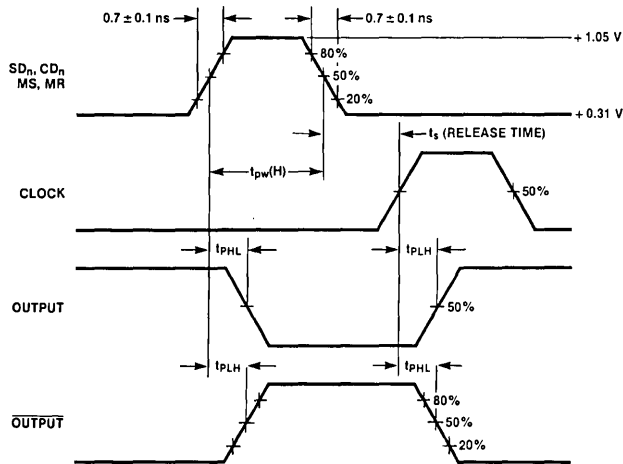 0.7 ± 0.1 ns
0.7 ± 0.1 ns
+ 1.05 V
SDn, CDn
MS, MR
80%
50%
20%
+ 0.31 V
ts (RELEASE TIME)
tpw(H)
CLOCK
50%
tPHL
tPLH
OUTPUT
50%
tPLH
tPHL
OUTPUT
80%
50%
20%